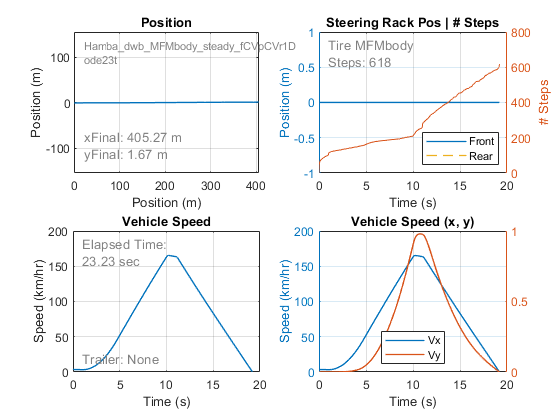 Position
Hamba_dwb_MFMbody_steady_fCVpCVr1D
ode23t
xFinal: 405.27 m
yFinal: 1.67 m
Position (m)
100
0
-100
0
100
200
300
400
Position (m)
Steering Rack Pos | # Steps
Tire MFMbody
Steps: 618
Position (m)
1
0.5
0
-0.5
-1
800
600
400
200
0
# Steps
Front
Rear
0
5
10
15
20
Time (s)
Vehicle Speed
Elapsed Time:
23.23 sec
Trailer: None
Speed (km/hr)
200
150
100
50
0
0
5
10
15
20
Time (s)
Vehicle Speed (x, y)
Speed (km/hr)
200
150
100
50
0
1
0.5
0
Vx
Vy
0
5
10
15
20
Time (s)